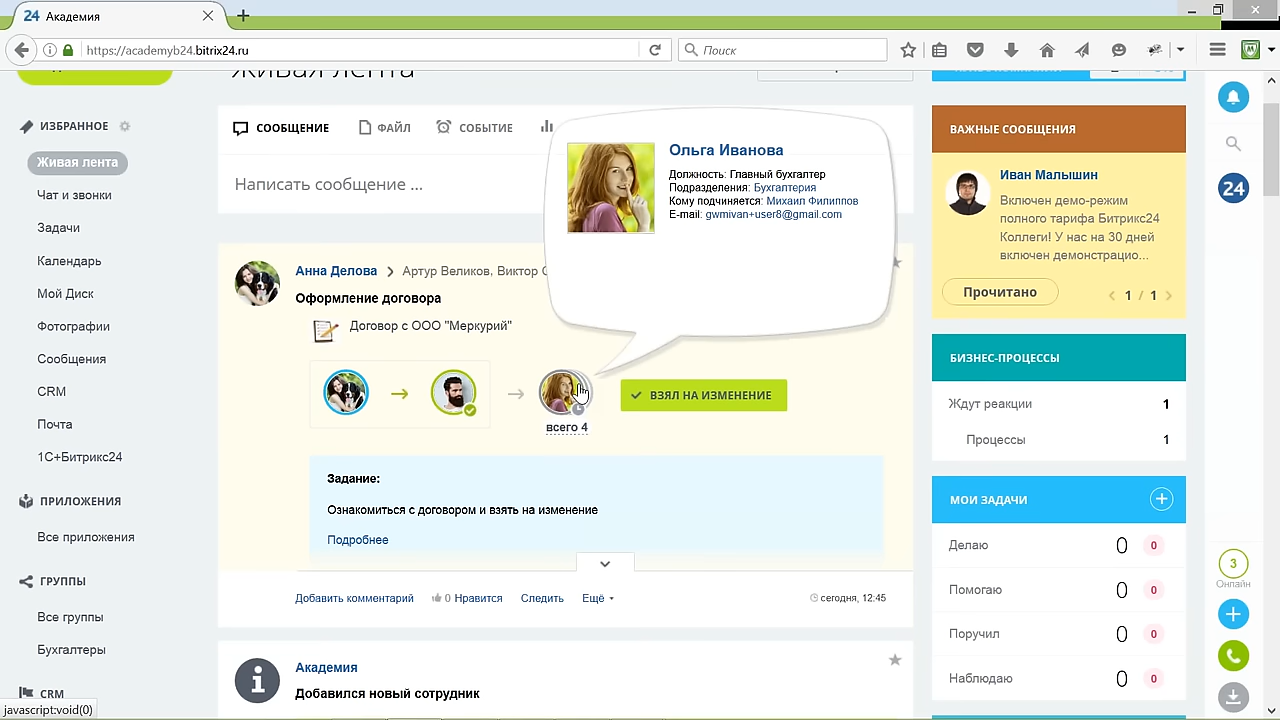 24 Академия
https://academyb24.bitrix24.ru
Поиск
Живая лента
ИЗБРАННОЕ
Живая лента
Чат и звонки
Задачи
Календарь
Мой Диск
Фотографии
Сообщения
CRM
Почта
1С+Битрикс24
ПРИЛОЖЕНИЯ
Все приложения
ГРУППЫ
Все группы
Бухгалтеры
CRM
javascript:void(0)
СООБЩЕНИЕ
ФАЙЛ
СОБЫТИЕ
Написать сообщение ...
Ольга Иванова
Должность: Главный бухгалтер
Подразделения: Бухгалтерия
Кому подчиняется: Михаил Филиппов
E-mail: gwmivan+user8@gmail.com
Анна Делова > Артур Великов, Виктор
Оформление договора
Договор с ООО "Меркурий"
всего 4
ВЗЯЛ НА ИЗМЕНЕНИЕ
Задание:
Ознакомиться с договором и взять на изменение
Подробнее
Добавить комментарий 0 Нравится Следить Ещё
сегодня, 12:45
Академия
Добавился новый сотрудник
ВАЖНЫЕ СООБЩЕНИЯ
Иван Малышин
Включен демо-режим
полного тарифа Битрикс24
Коллеги! У нас на 30 дней
включен демонстрацио...
Прочитано
1 / 1
БИЗНЕС-ПРОЦЕССЫ
Ждут реакции 1
Процессы 1
МОИ ЗАДАЧИ
Делаю 0 0
Помогаю 0 0
Поручил 0 0
Наблюдаю 0 0
24
3
Онлайн